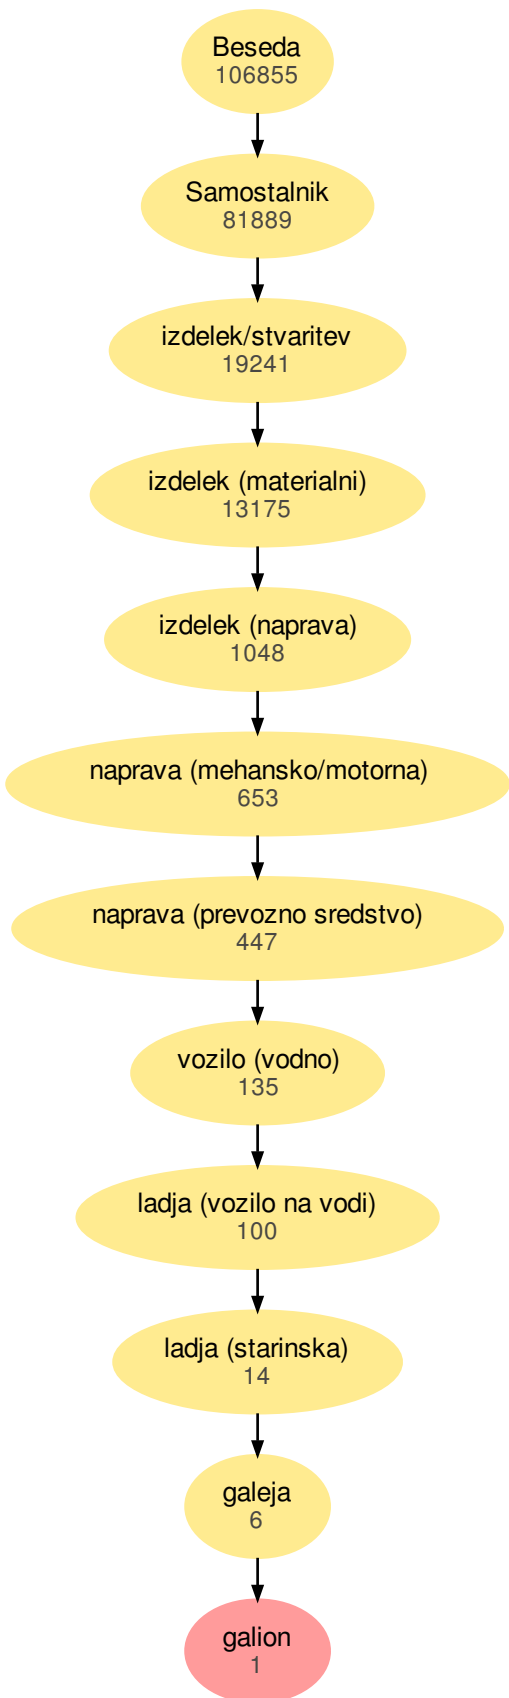 Beseda
106855
Samostalnik
81889
izdelek/stvaritev
19241
izdelek (materialni)
13175
izdelek (naprava)
1048
naprava (mehansko/motorna)
653
naprava (prevozno sredstvo)
447
vozilo (vodno)
135
ladja (vozilo na vodi)
100
ladja (starinska)
14
galeja
6
galion
1